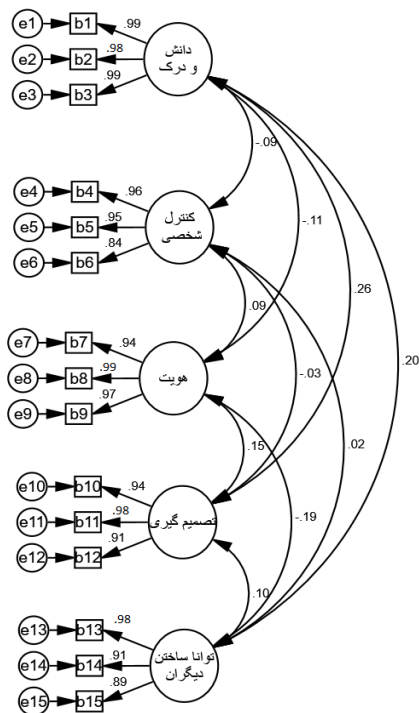 e1 b1 .99
e2 b2 .98
e3 b3 .99
دانش
و درک
-.09
e4 b4 .96
e5 b5 .95
e6 b6 .84
کنترل
شخصی
-.11
.09
.26
e7 b7 .94
e8 b8 .99
e9 b9 .97
هویت
-.03
.20
.15
.02
e10 b10 .94
e11 b11 .98
e12 b12 .91
تصمیم گیری
-.19
.10
e13 b13 .98
e14 b14 .91
e15 b15 .89
توانا ساختن
دیگران